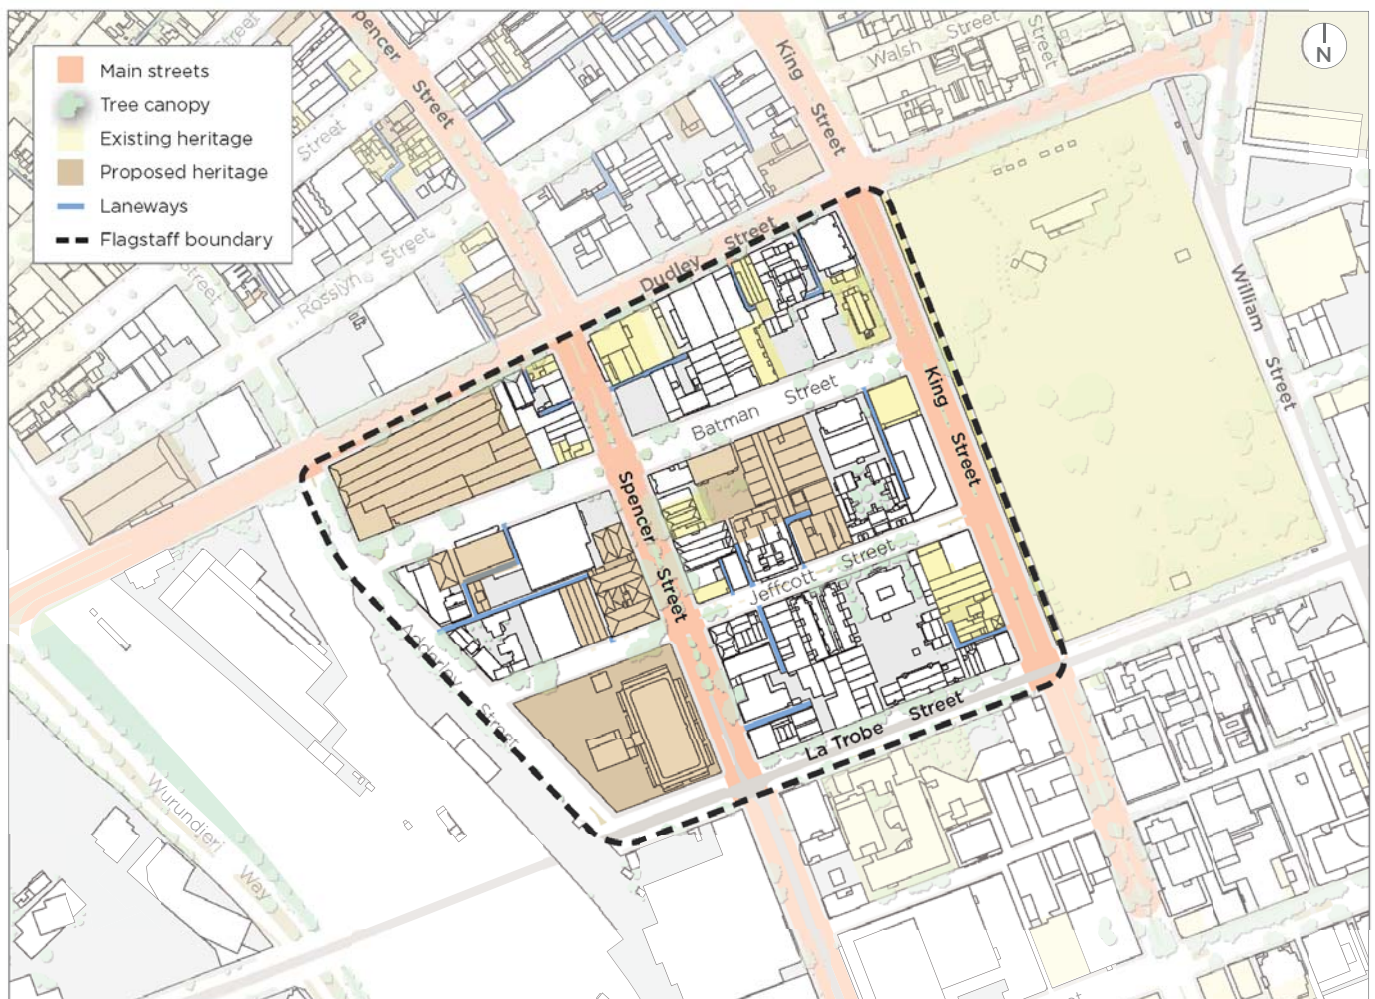 Main streets
Tree canopy
Existing heritage
Proposed heritage
Laneways
Flagstaff boundary
N
Spencer
Street
King
Street
Walsh Street
Street
Street
Street
Street
Rosslyn Street
Dudley Street
William
Street
King
Street
Batman Street
Spencer
Street
Jeffcott Street
Adderley
Street
La Trobe Street
Wurundjeri
Way